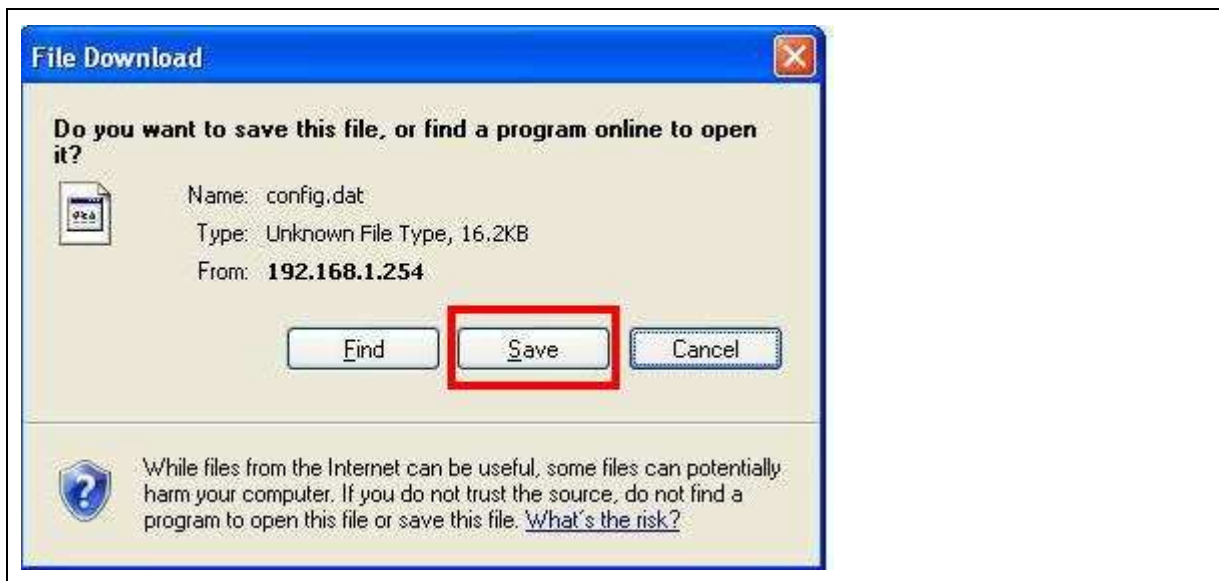 File Download
Do you want to save this file, or find a program online to open
it?
Name: config.dat
Type: Unknown File Type, 16.2KB
From: 192.168.1.254
Find Save Cancel
While files from the Internet can be useful, some files can potentially
harm your computer. If you do not trust the source, do not find a
program to open this file or save this file. What's the risk?